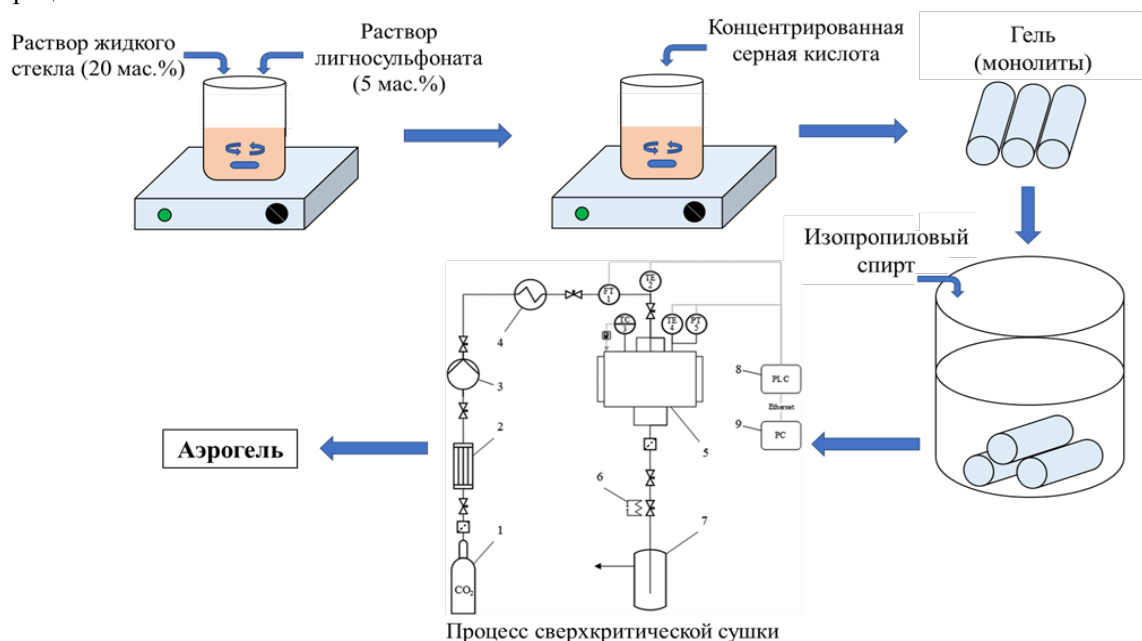 Раствор жидкого
стекла (20 мас.%)
Раствор
лигносульфоната
(5 мас.%)
Концентрированная
серная кислота
Гель
(монолиты)
Изопропиловый
спирт
FT
1
TE
2
TC
3
TE
4
PT
5
4
3
2
1
CO₂
5
6
7
8
PLC
Ethernet
9
PC
Аэрогель
Процесс сверхкритической сушки